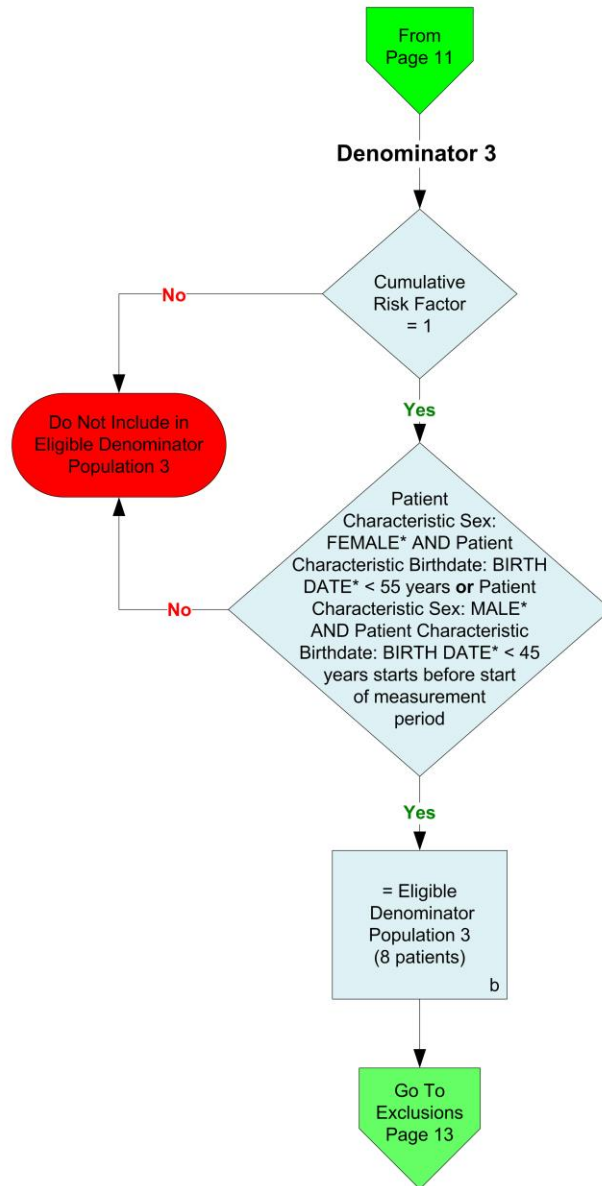 From
Page 11
Denominator 3
Cumulative
Risk Factor
= 1
No
Yes
Do Not Include in
Eligible Denominator
Population 3
Patient
Characteristic Sex:
FEMALE* AND Patient
Characteristic Birthdate: BIRTH
DATE* < 55 years or Patient
Characteristic Sex: MALE*
AND Patient Characteristic
Birthdate: BIRTH DATE* < 45
years starts before start
of measurement
period
No
Yes
= Eligible
Denominator
Population 3
(8 patients)
b
Go To
Exclusions
Page 13